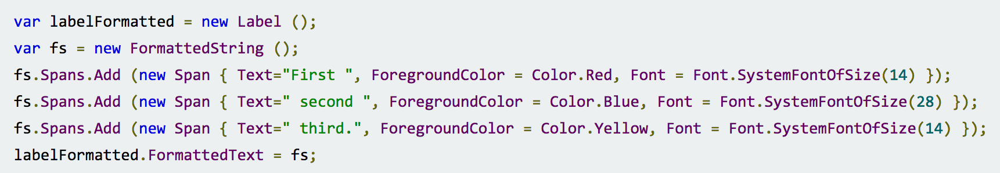 var labelFormatted = new Label ();
var fs = new FormattedString ();
fs.Spans.Add (new Span { Text="First ", ForegroundColor = Color.Red, Font = Font.SystemFontOfSize(14) });
fs.Spans.Add (new Span { Text=" second ", ForegroundColor = Color.Blue, Font = Font.SystemFontOfSize(28) });
fs.Spans.Add (new Span { Text=" third.", ForegroundColor = Color.Yellow, Font = Font.SystemFontOfSize(14) });
labelFormatted.FormattedText = fs;